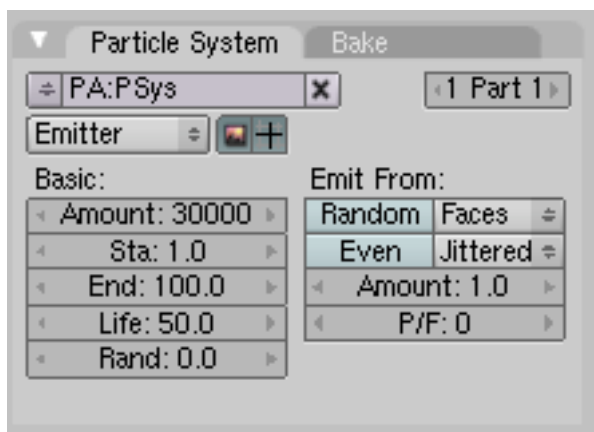 Particle System Bake
PA:PSys 1 Part 1
Emitter
Basic: Emit From:
Amount: 30000 Random Faces
Sta: 1.0 Even Jittered
End: 100.0 Amount: 1.0
Life: 50.0 P/F: 0
Rand: 0.0